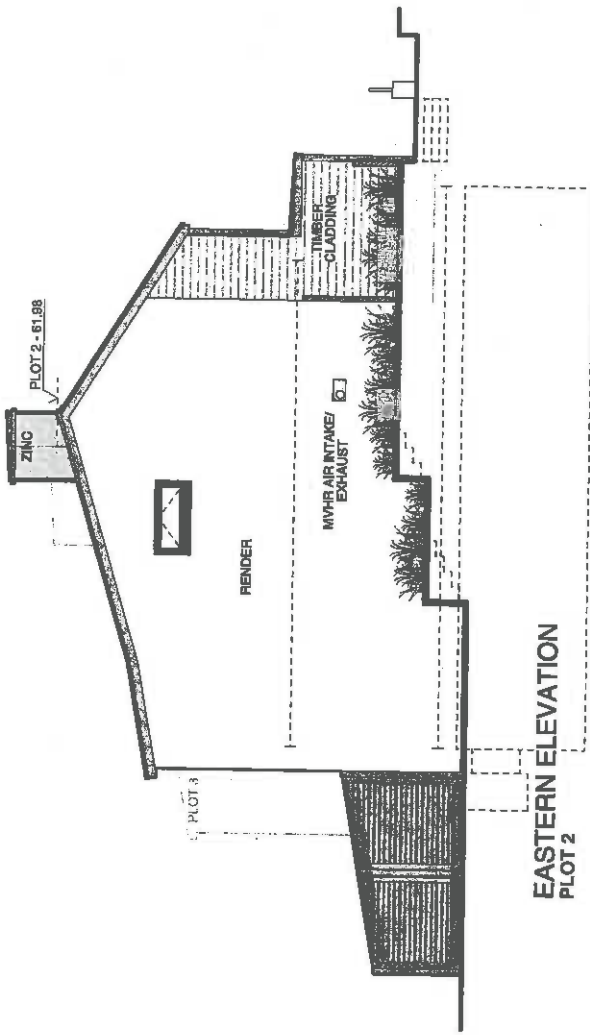 ZINC
PLOT 2 - 61.98
RENDER
MVHR AIR INTAKE/
EXHAUST
TIMBER
CLADDING
PLOT 3
EASTERN ELEVATION
PLOT 2